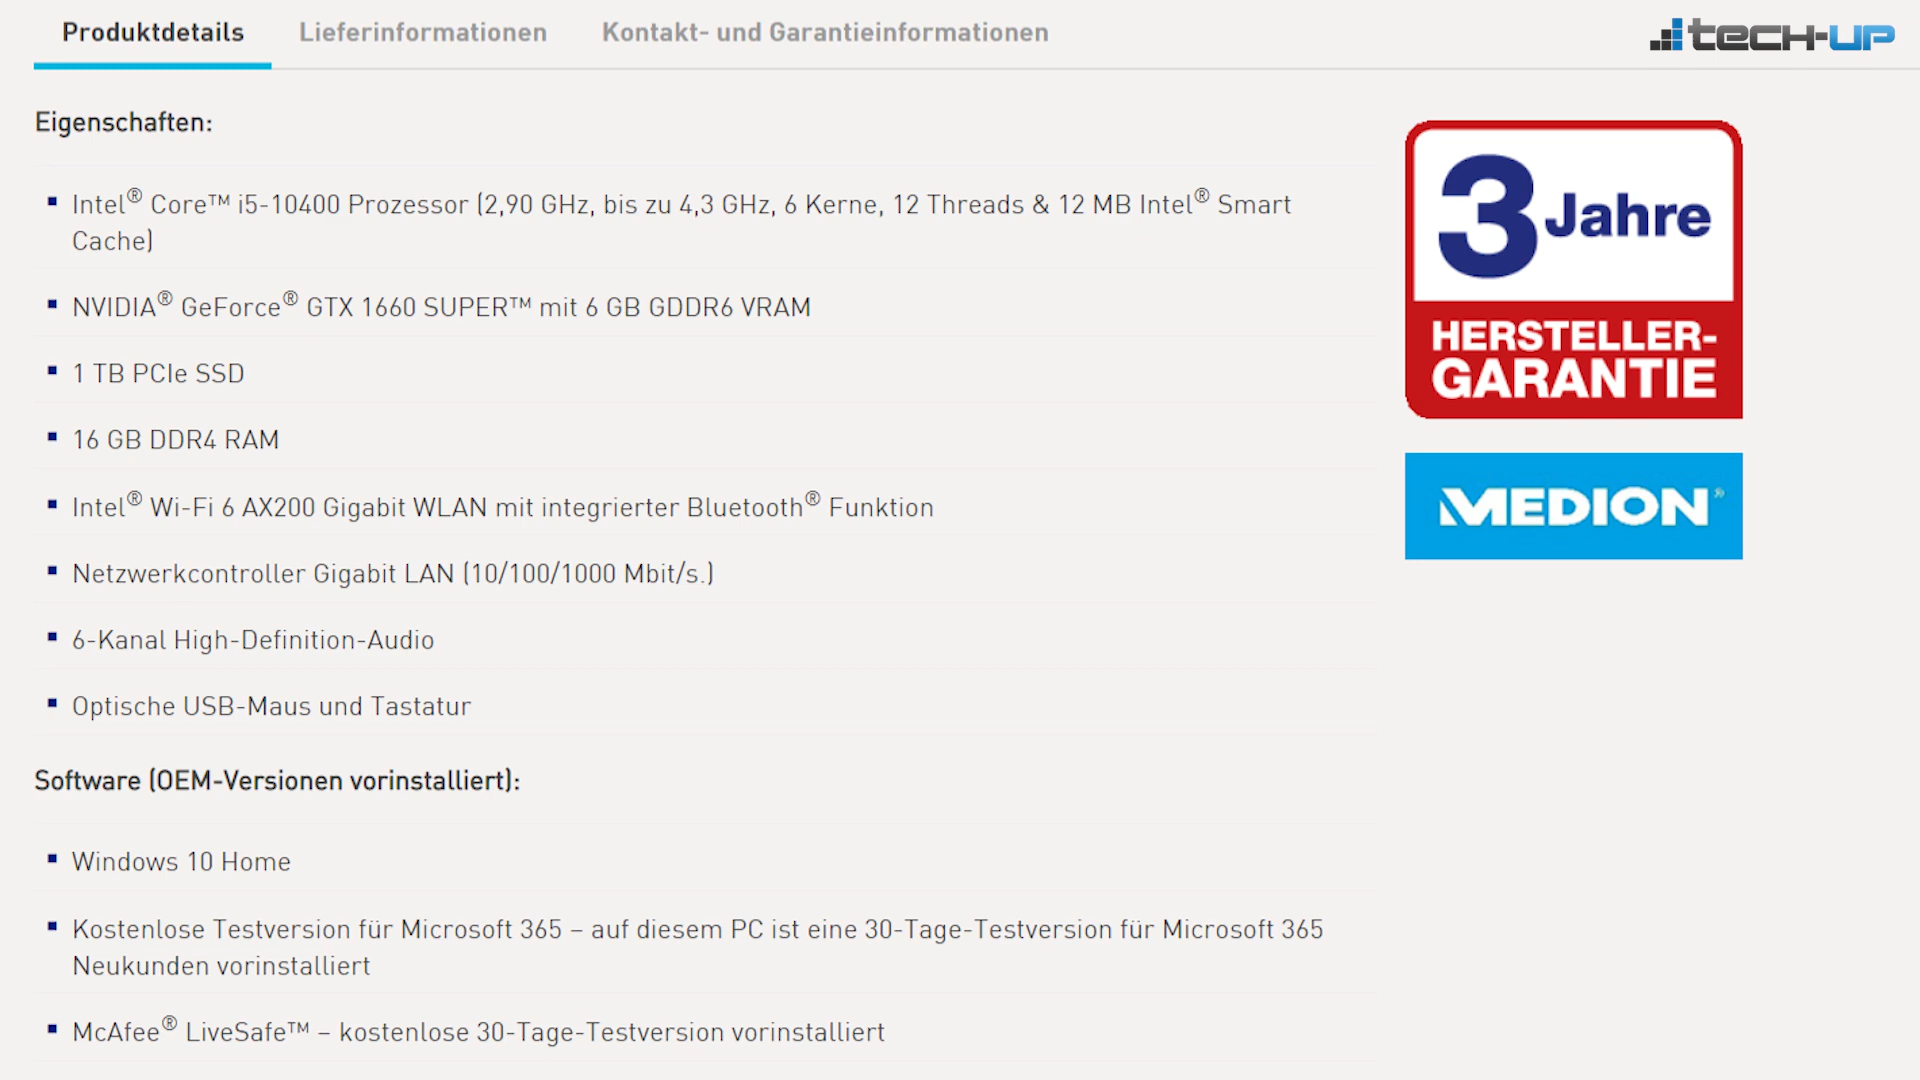 Produktdetails Lieferinformationen Kontakt- und Garantieinformationen
TECH-UP
Eigenschaften:
Intel® Core™ i5-10400 Prozessor (2,90 GHz, bis zu 4,3 GHz, 6 Kerne, 12 Threads & 12 MB Intel® Smart
Cache)
NVIDIA® GeForce® GTX 1660 SUPER™ mit 6 GB GDDR6 VRAM
1 TB PCIe SSD
16 GB DDR4 RAM
Intel® Wi-Fi 6 AX200 Gigabit WLAN mit integrierter Bluetooth® Funktion
Netzwerkcontroller Gigabit LAN (10/100/1000 Mbit/s.)
6-Kanal High-Definition-Audio
Optische USB-Maus und Tastatur
Software (OEM-Versionen vorinstalliert):
Windows 10 Home
Kostenlose Testversion für Microsoft 365 – auf diesem PC ist eine 30-Tage-Testversion für Microsoft 365
Neukunden vorinstalliert
McAfee® LiveSafe™ – kostenlose 30-Tage-Testversion vorinstalliert
3 Jahre
HERSTELLER-
GARANTIE
MEDION®